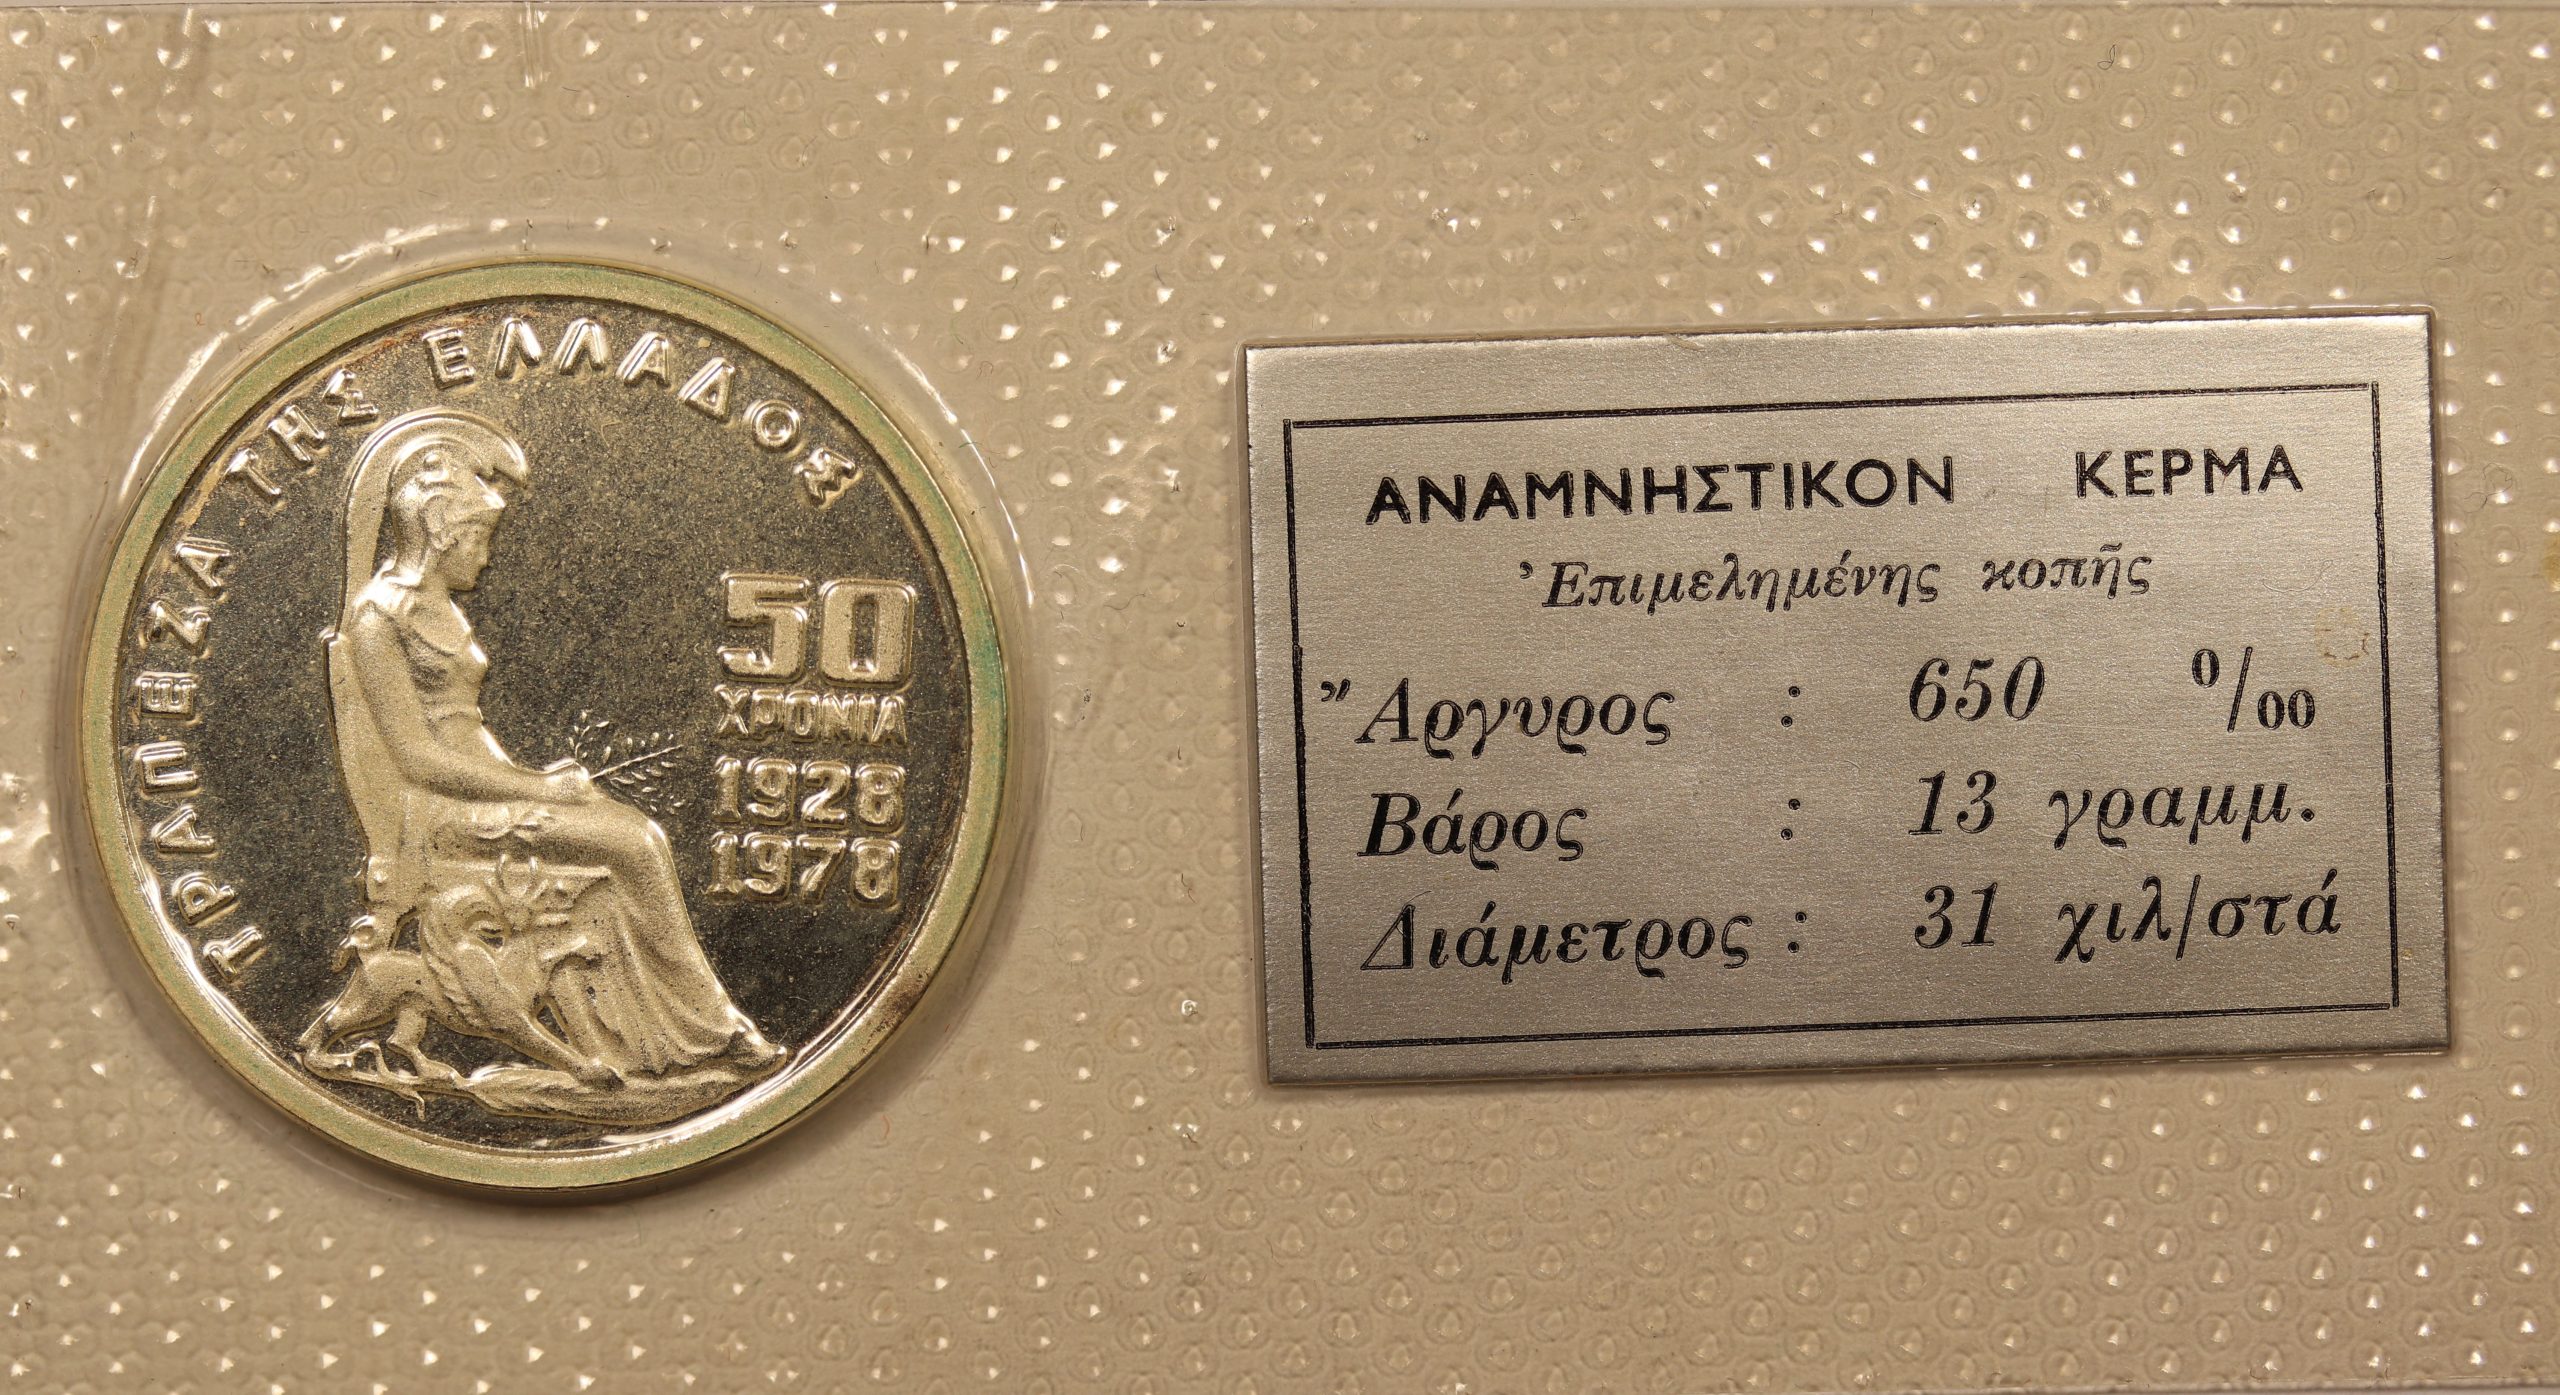 ΤΡΑΠΕΖΑ ΤΗΣ ΕΛΛΑΔΟΣ
50
ΧΡΟΝΙΑ
1928
1978
ΑΝΑΜΝΗΣΤΙΚΟΝ ΚΕΡΜΑ
Ἐπιμελημένης κοπῆς
Ἄργυρος : 650 ⁰/₀₀
Βάρος : 13 γραμμ.
Διάμετρος : 31 χιλ/στά